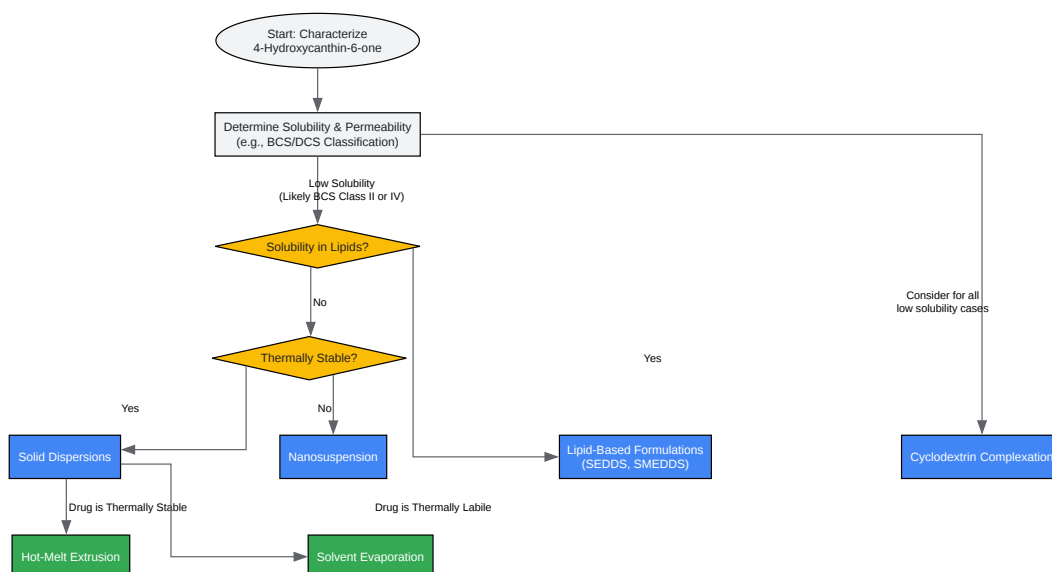 Start: Characterize
4-Hydroxycanthin-6-one
Determine Solubility & Permeability
(e.g., BCS/DCS Classification)
Low Solubility
(Likely BCS Class II or IV)
Solubility in Lipids?
Consider for all
low solubility cases
No
Thermally Stable?
Yes
Yes
No
Solid Dispersions
Nanosuspension
Lipid-Based Formulations
(SEDDS, SMEDDS)
Cyclodextrin Complexation
Drug is Thermally Stable
Drug is Thermally Labile
Hot-Melt Extrusion
Solvent Evaporation